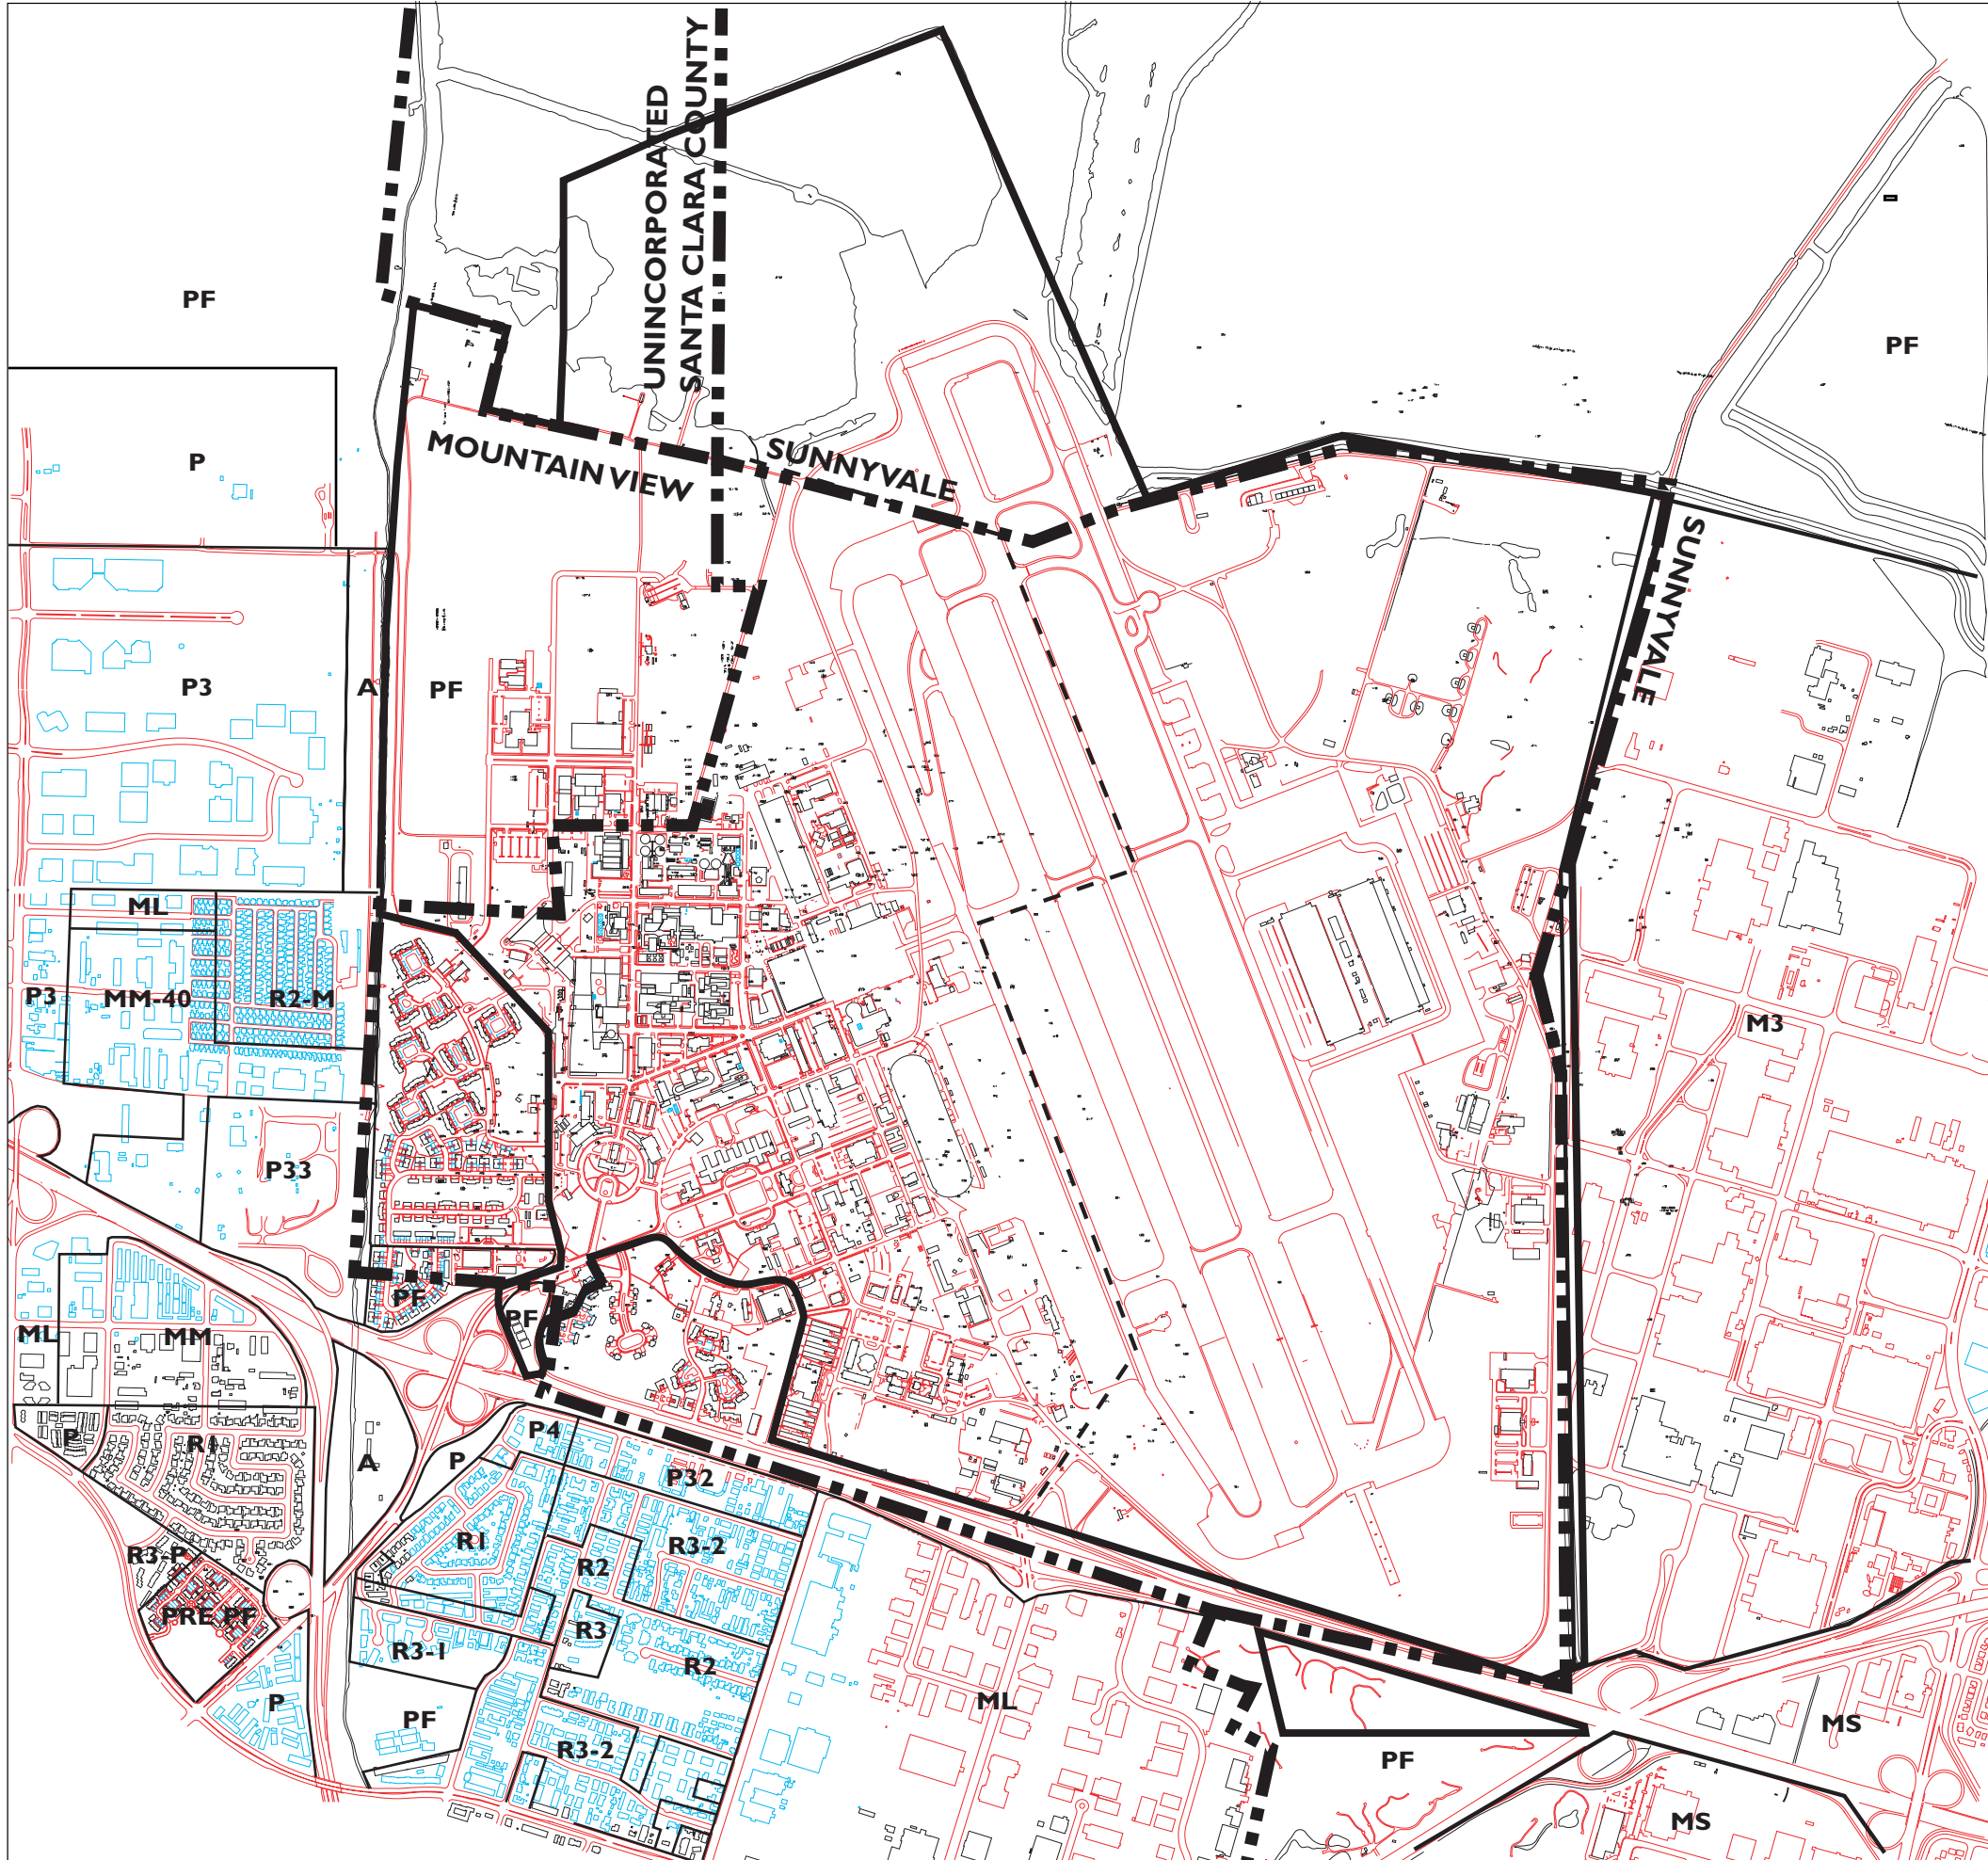 UNINCORPORATED
SANTA CLARA COUNTY
PF
PF
P
MOUNTAIN VIEW
SUNNYVALE
SUNNYVALE
P3
A
PF
ML
P3
MM-40
R2-M
M3
P33
PF
PF
ML
MM
P
R1
A
P
P4
P32
R1
R3-2
R2
R3-P
PRE
PF
R3
R3-1
R2
P
PF
ML
R3-2
PF
MS
MS